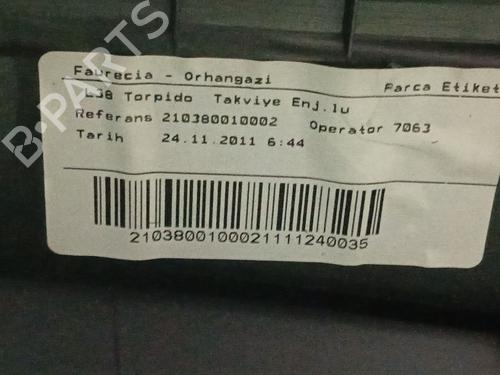 B-PARTS
Faurecia - Orhangazi Parca Etiket
L38 Torpido Takviye Enj.lu
Referans 210380010002 Operator 7063
Tarih 24.11.2011 6:44
2103800100021111240035